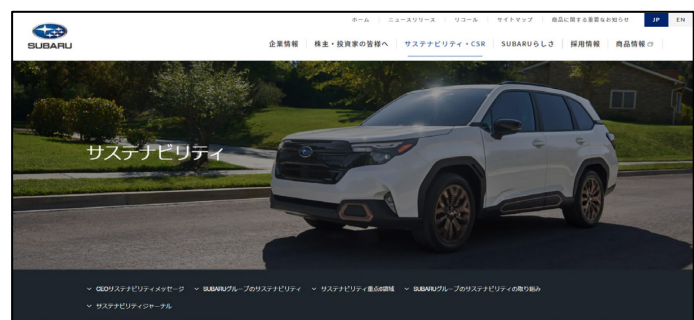 ホーム ニュースリリース リコール サイトマップ 商品に関する重要なお知らせ JP EN
SUBARU
企業情報 株主・投資家の皆様へ サステナビリティ・CSR SUBARUらしさ 採用情報 商品情報
サステナビリティ
CEOサステナビリティメッセージ SUBARUグループのサステナビリティ サステナビリティ重点6領域 SUBARUグループのサステナビリティの取り組み
サステナビリティジャーナル